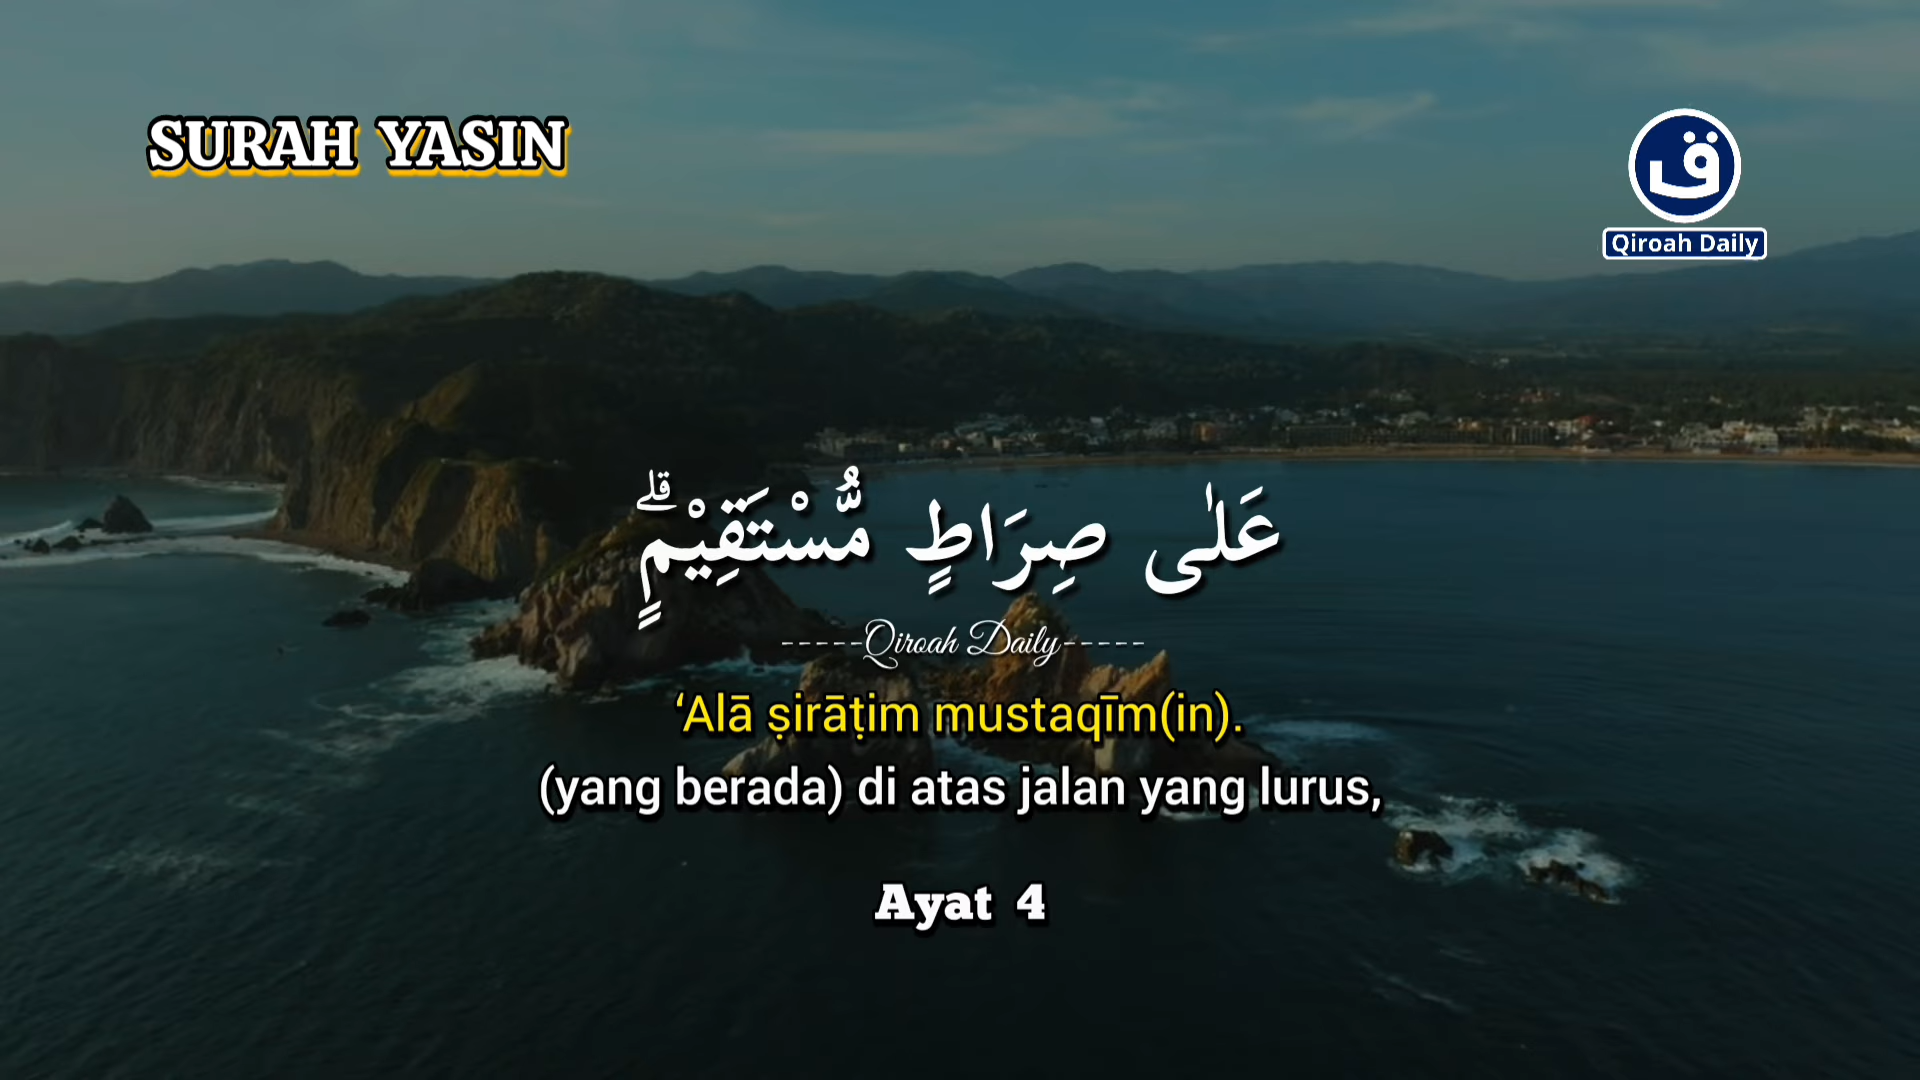 SURAH YASIN
ق
Qiroah Daily
عَلٰى صِرَاطٍ مُّسْتَقِيْمٍۗ
-----Qiroah Daily-----
‘Alā ṣirāṭim mustaqīm(in).
(yang berada) di atas jalan yang lurus,
Ayat 4